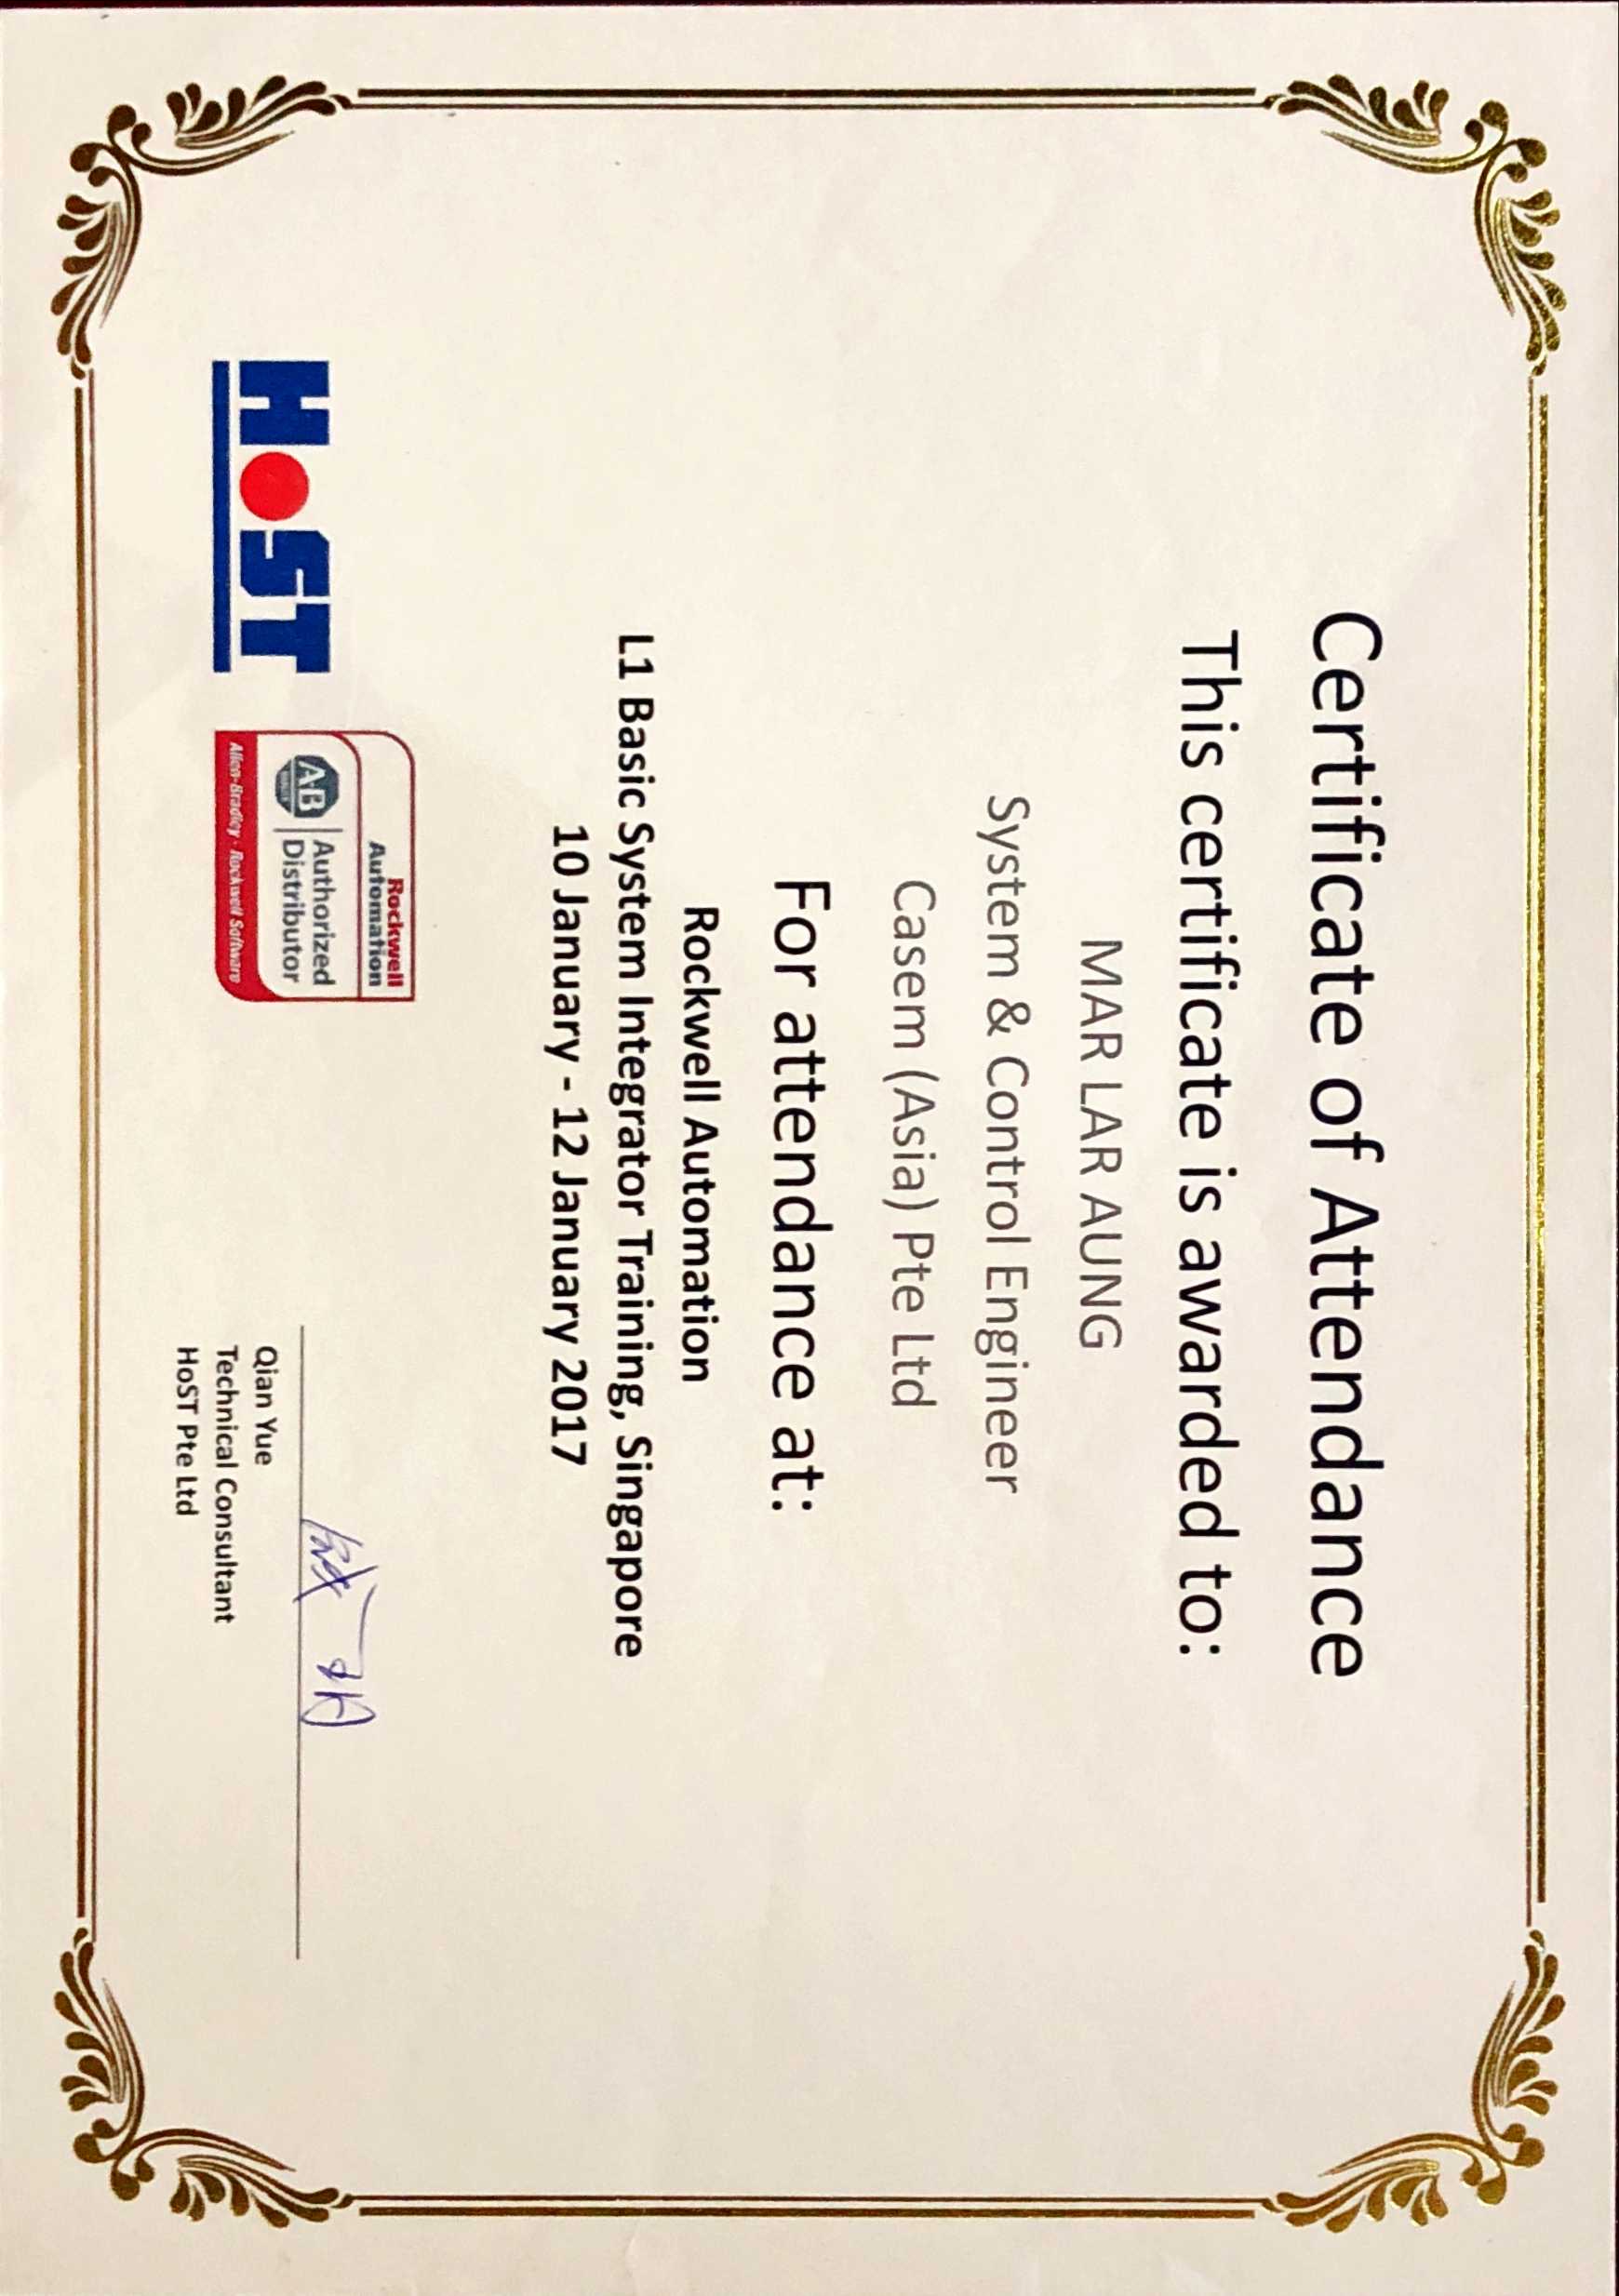 Certificate of Attendance
This certificate is awarded to:
MAR LAR AUNG
System & Control Engineer
Casem (Asia) Pte Ltd
For attendance at:
Rockwell Automation
L1 Basic System Integrator Training, Singapore
10 January - 12 January 2017
HoST
Rockwell
Automation
AB
Authorized
Distributor
Allen-Bradley · Rockwell Software
Qian Yue
Technical Consultant
HoST Pte Ltd